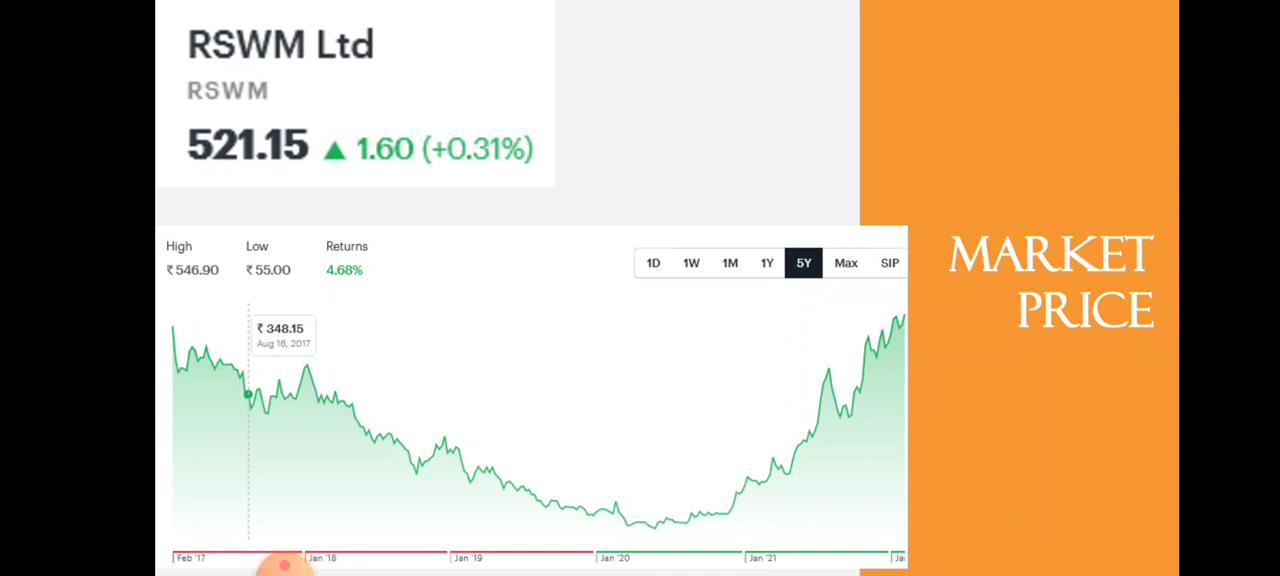 RSWM Ltd
RSWM
521.15 ▲ 1.60 (+0.31%)
High Low Returns
₹546.90 ₹55.00 4.68%
1D 1W 1M 1Y 5Y Max SIP
MARKET
PRICE
₹ 348.15
Aug 16, 2017
Feb '17 Jan '18 Jan '19 Jan '20 Jan '21